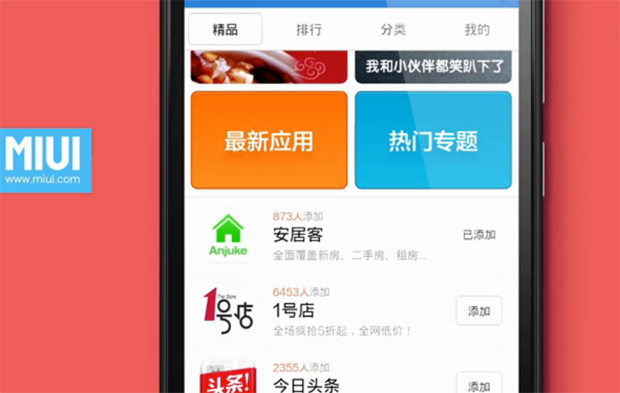 精品 排行 分类 我的
我和小伙伴都笑趴下了
最新应用 热门专题
MIUI
www.miui.com
873人添加
安居客
已添加
Anjuke
全面覆盖新房、二手房、租房...
6453人添加
The Store
1号店
1号店
添加
全场疯抢5折起，全网低价！
2355人添加
头条!
今日头条
添加